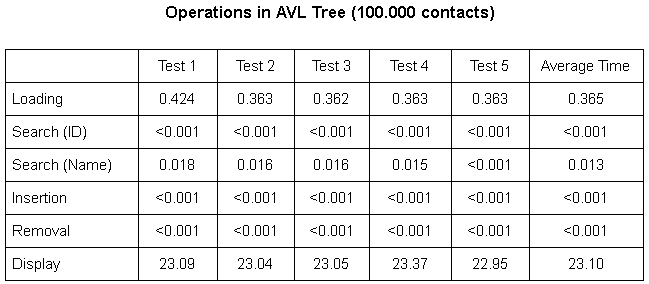 Operations in AVL Tree (100.000 contacts)
Test 1 Test 2 Test 3 Test 4 Test 5 Average Time
Loading 0.424 0.363 0.362 0.363 0.363 0.365
Search (ID) <0.001 <0.001 <0.001 <0.001 <0.001 <0.001
Search (Name) 0.018 0.016 0.016 0.015 <0.001 0.013
Insertion <0.001 <0.001 <0.001 <0.001 <0.001 <0.001
Removal <0.001 <0.001 <0.001 <0.001 <0.001 <0.001
Display 23.09 23.04 23.05 23.37 22.95 23.10